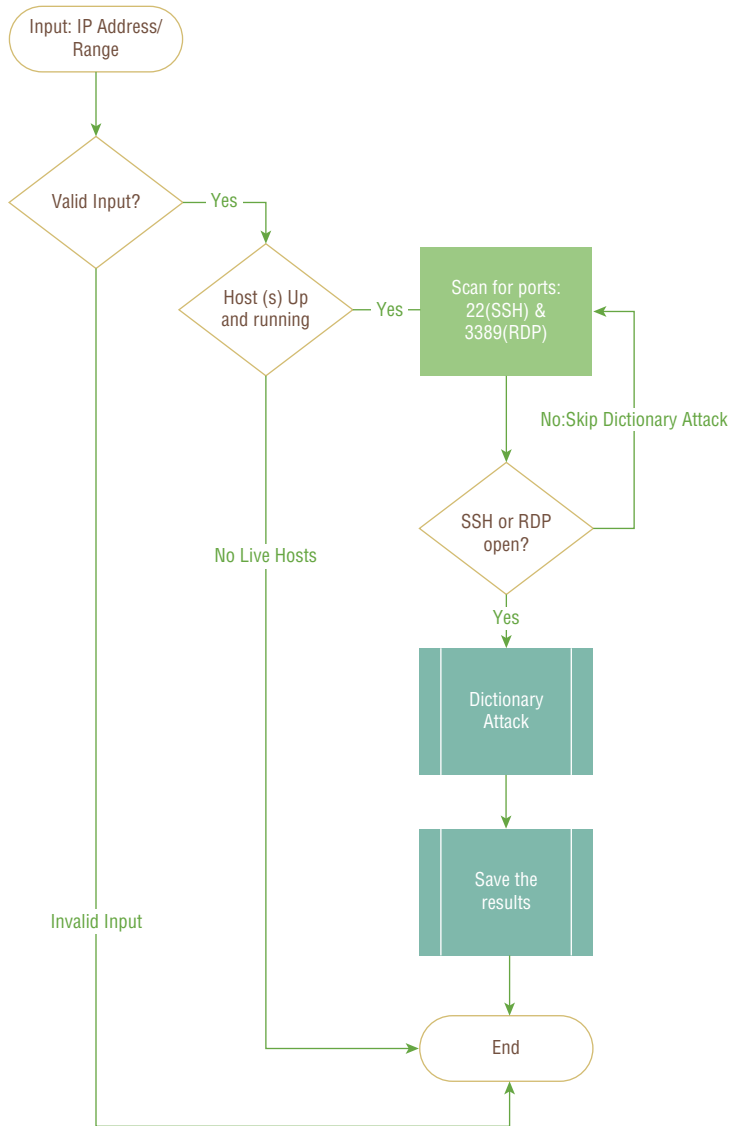 Input: IP Address/
Range
Valid Input?
Yes
Host (s) Up
and running
Yes
Scan for ports:
22(SSH) &
3389(RDP)
No:Skip Dictionary Attack
SSH or RDP
open?
No Live Hosts
Yes
Dictionary
Attack
Save the
results
Invalid Input
End